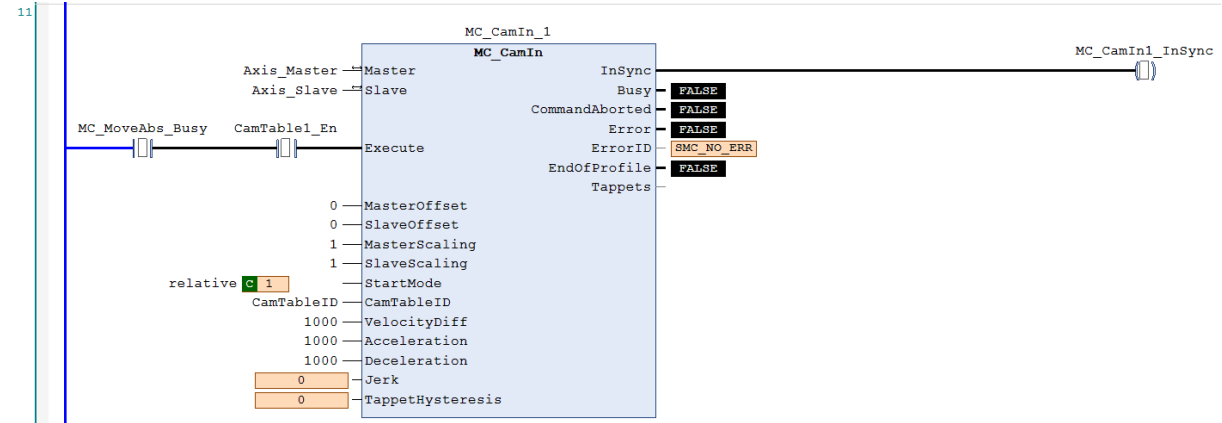 11
MC_CamIn_1
MC_CamIn
MC_CamIn1_InSync
Axis_Master Master InSync
Axis_Slave Slave Busy FALSE
CommandAborted FALSE
MC_MoveAbs_Busy CamTable1_En Error FALSE
Execute ErrorID SMC_NO_ERR
EndOfProfile FALSE
Tappets
0 MasterOffset
0 SlaveOffset
1 MasterScaling
1 SlaveScaling
relative C 1 StartMode
CamTableID CamTableID
1000 VelocityDiff
1000 Acceleration
1000 Deceleration
0 Jerk
0 TappetHysteresis